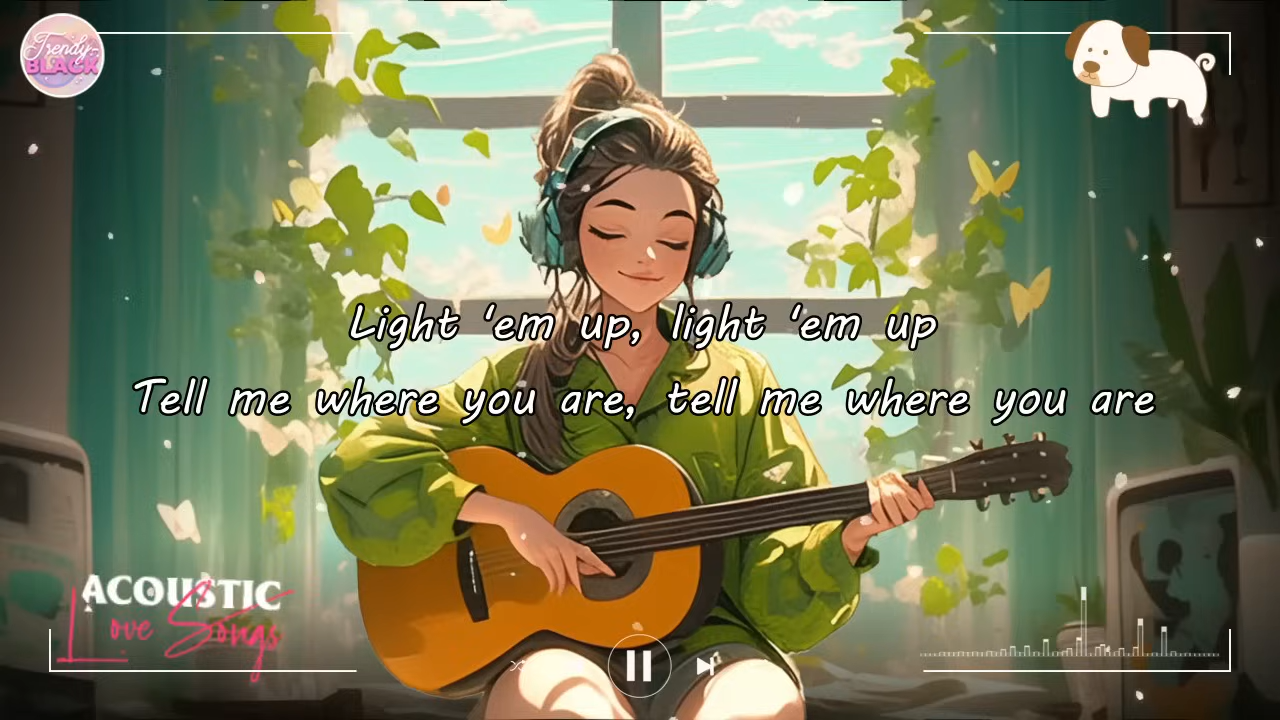 Trendy
BLACK
Light 'em up, light 'em up
Tell me where you are, tell me where you are
ACOUSTIC
Love Songs